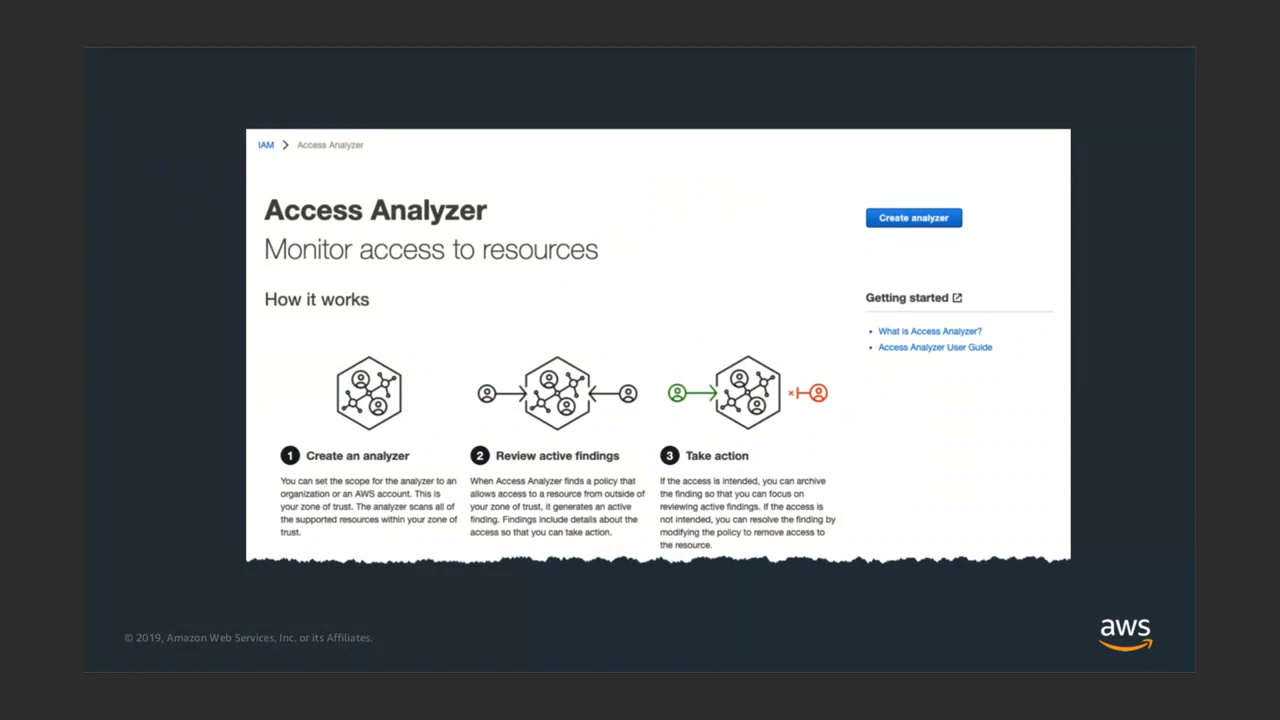 IAM > Access Analyzer
Access Analyzer
Create analyzer
Monitor access to resources
How it works
Getting started
• What is Access Analyzer?
• Access Analyzer User Guide
1 Create an analyzer
You can set the scope for the analyzer to an
organization or an AWS account. This is
your zone of trust. The analyzer scans all of
the supported resources within your zone of
trust.
2 Review active findings
When Access Analyzer finds a policy that
allows access to a resource from outside of
your zone of trust, it generates an active
finding. Findings include details about the
access so that you can take action.
3 Take action
If the access is intended, you can archive
the finding so that you can focus on
reviewing active findings. If the access is
not intended, you can resolve the finding by
modifying the policy to remove access to
the resource.
© 2019, Amazon Web Services, Inc. or its Affiliates.
aws